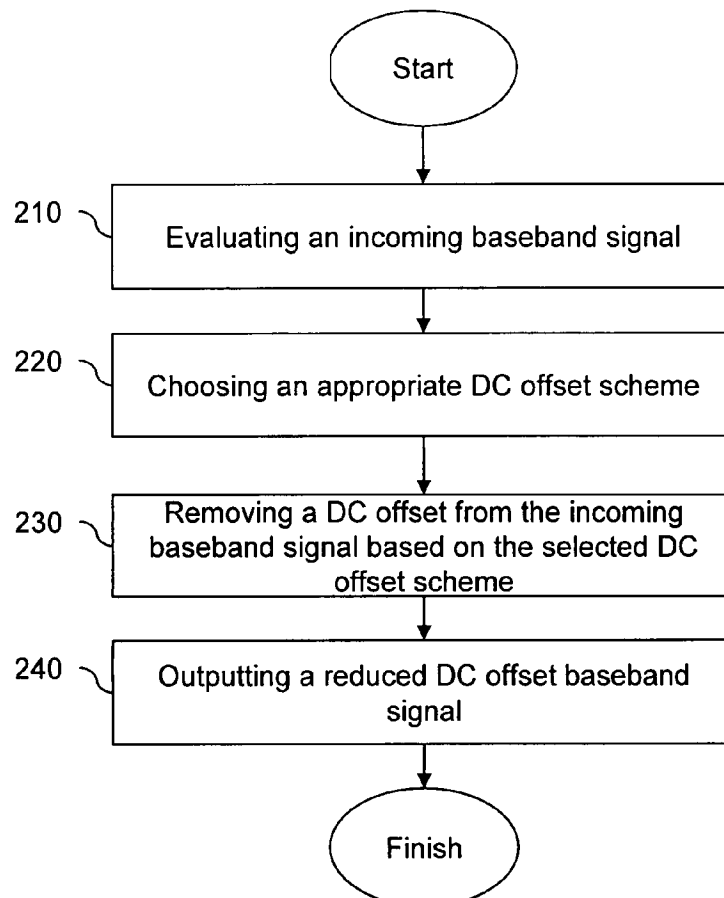 Start
210
Evaluating an incoming baseband signal
220
Choosing an appropriate DC offset scheme
230
Removing a DC offset from the incoming
baseband signal based on the selected DC
offset scheme
240
Outputting a reduced DC offset baseband
signal
Finish